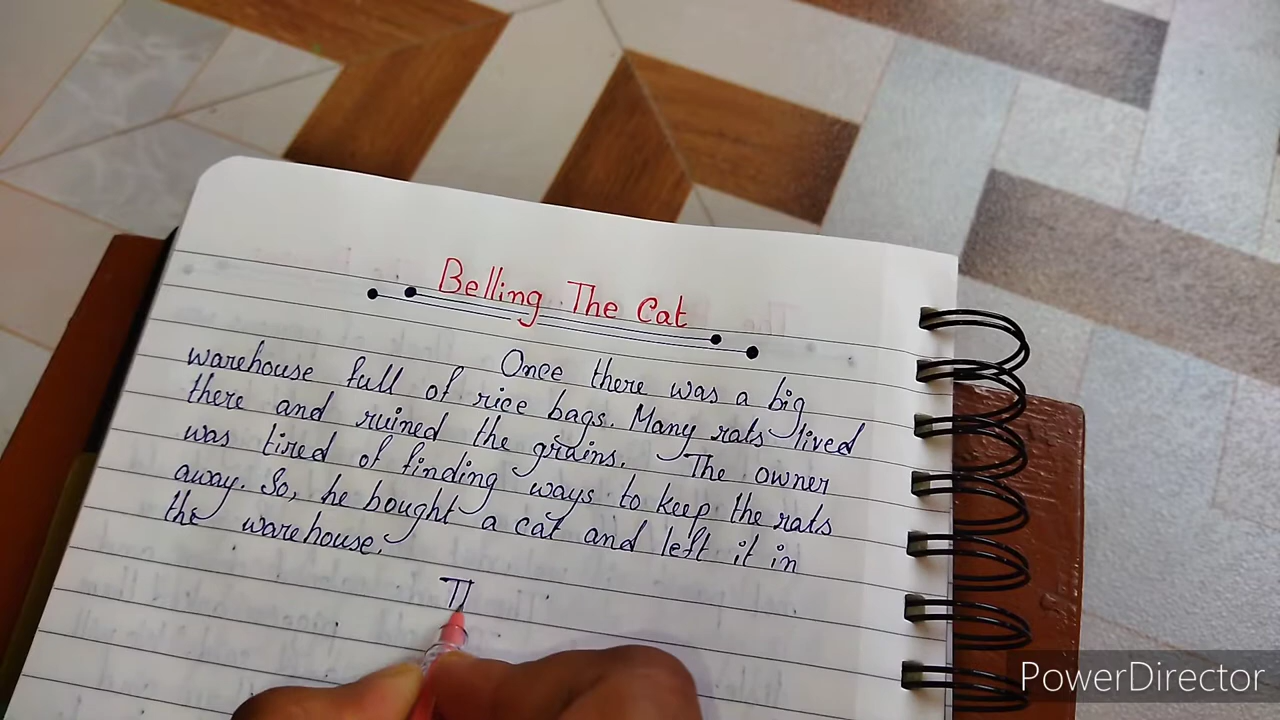 Belling The Cat
Once there was a big
warehouse full of rice bags. Many rats lived
there and ruined the grains. The owner
was tired of finding ways to keep the rats
away. So, he bought a cat and left it in
the warehouse.
PowerDirector